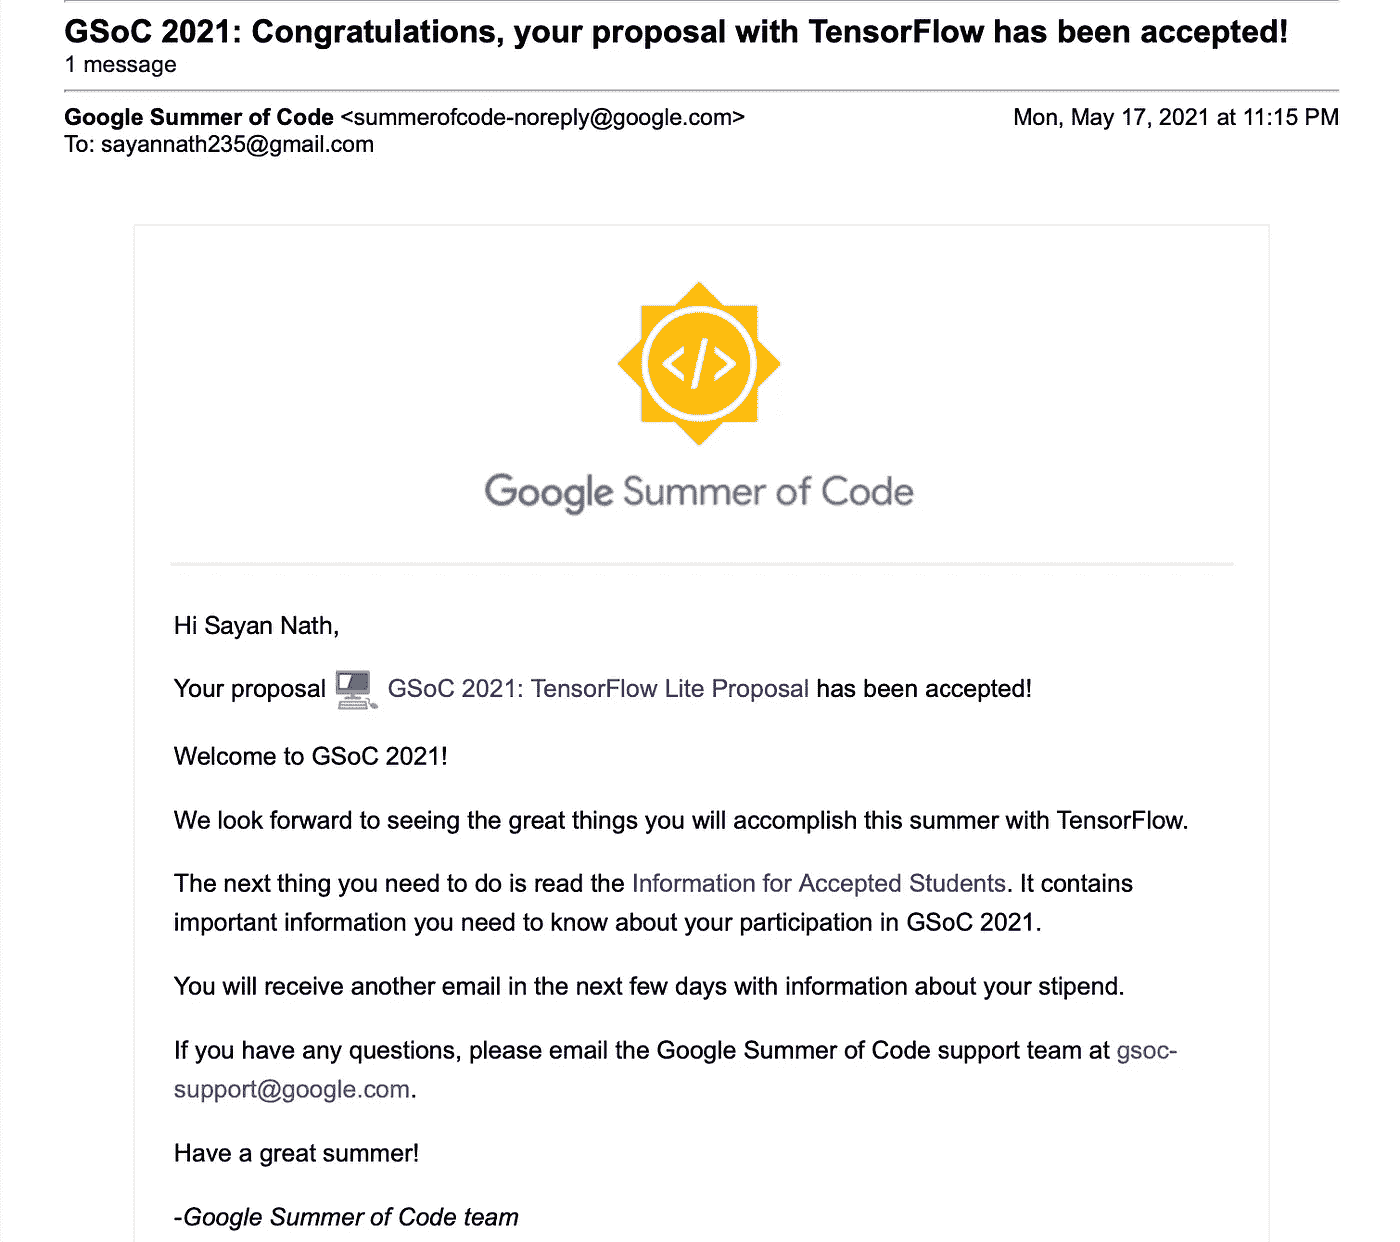 GSoC 2021: Congratulations, your proposal with TensorFlow has been accepted!
1 message
Google Summer of Code <summerofcode-noreply@google.com> Mon, May 17, 2021 at 11:15 PM
To: sayannath235@gmail.com
</>
Google Summer of Code
Hi Sayan Nath,
Your proposal GSoC 2021: TensorFlow Lite Proposal has been accepted!
Welcome to GSoC 2021!
We look forward to seeing the great things you will accomplish this summer with TensorFlow.
The next thing you need to do is read the Information for Accepted Students. It contains
important information you need to know about your participation in GSoC 2021.
You will receive another email in the next few days with information about your stipend.
If you have any questions, please email the Google Summer of Code support team at gsoc-
support@google.com.
Have a great summer!
-Google Summer of Code team